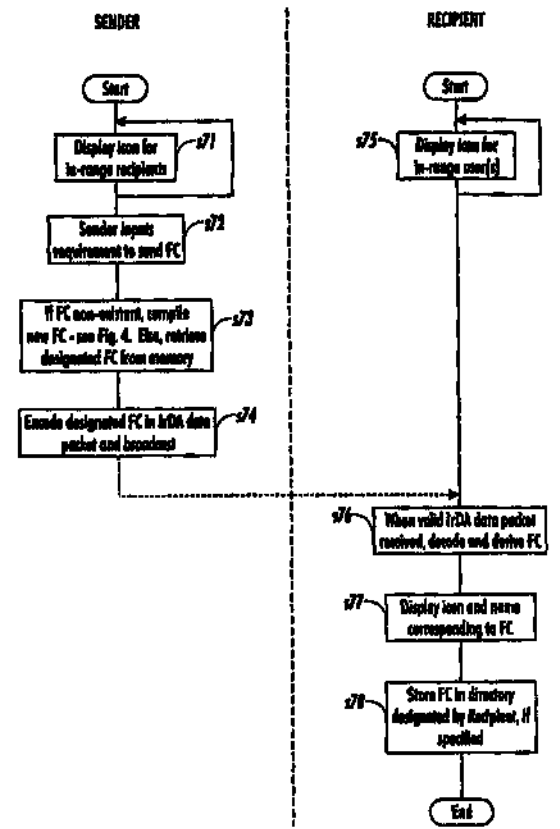 SENDER
Start
Display icon for
in-range recipients
s71
Sender inputs
requirement to send FC
s72
If FC non-existent, compile
new FC - see Fig. 4. Else, retrieve
designated FC from memory
s73
Encode designated FC in IrDA data
packet and broadcast
s74
RECIPIENT
Start
s75
Display icon for
in-range user(s)
s76
When valid IrDA data packet
received, decode and derive FC
s77
Display icon and name
corresponding to FC
s78
Store FC in directory
designated by Recipient, if
specified
End